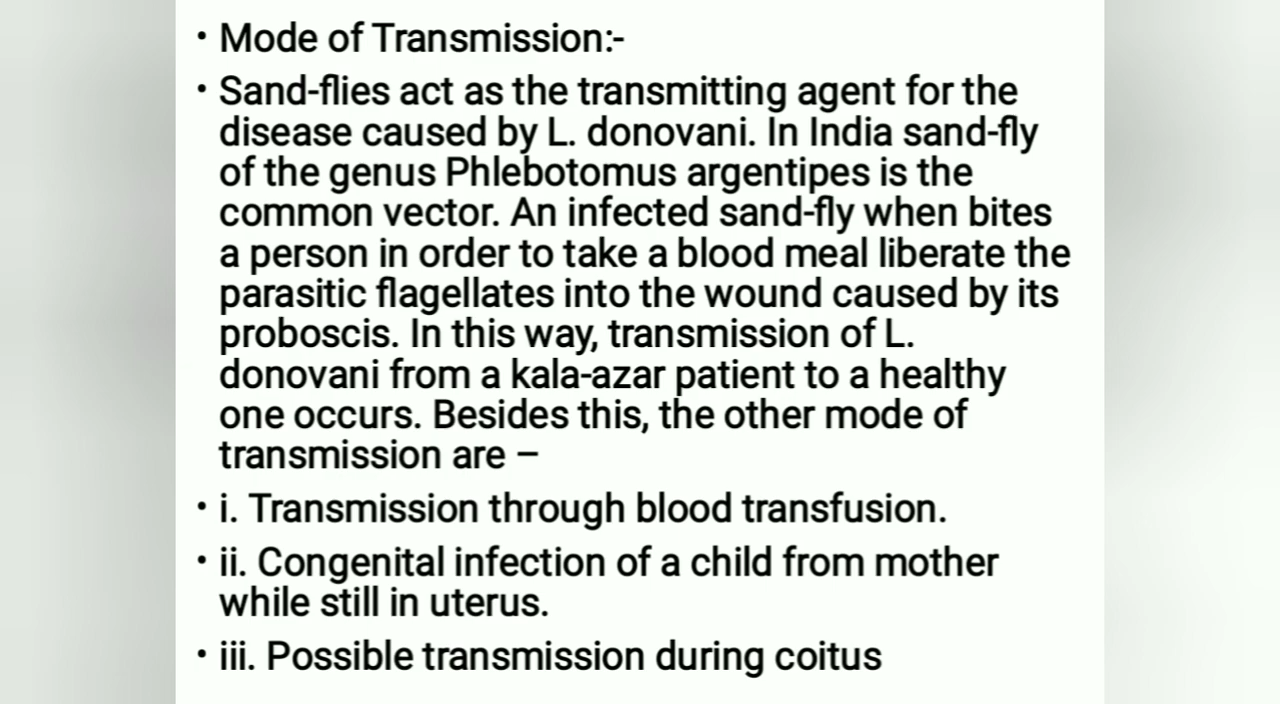 • Mode of Transmission:-
• Sand-flies act as the transmitting agent for the
disease caused by L. donovani. In India sand-fly
of the genus Phlebotomus argentipes is the
common vector. An infected sand-fly when bites
a person in order to take a blood meal liberate the
parasitic flagellates into the wound caused by its
proboscis. In this way, transmission of L.
donovani from a kala-azar patient to a healthy
one occurs. Besides this, the other mode of
transmission are –
• i. Transmission through blood transfusion.
• ii. Congenital infection of a child from mother
while still in uterus.
• iii. Possible transmission during coitus